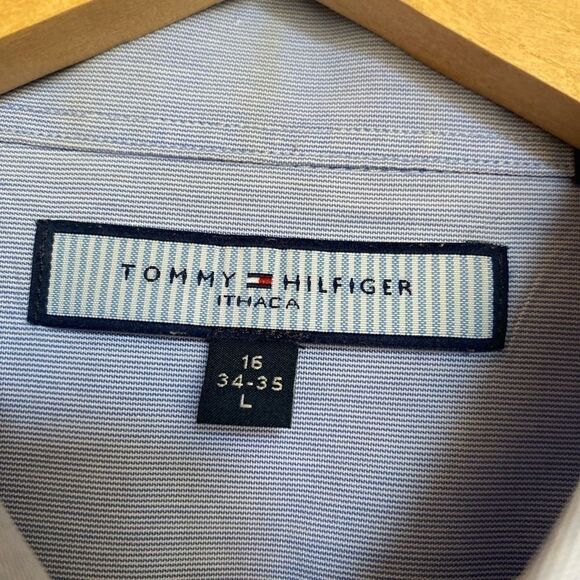 TOMMY HILFIGER
ITHACA
16
34-35
L